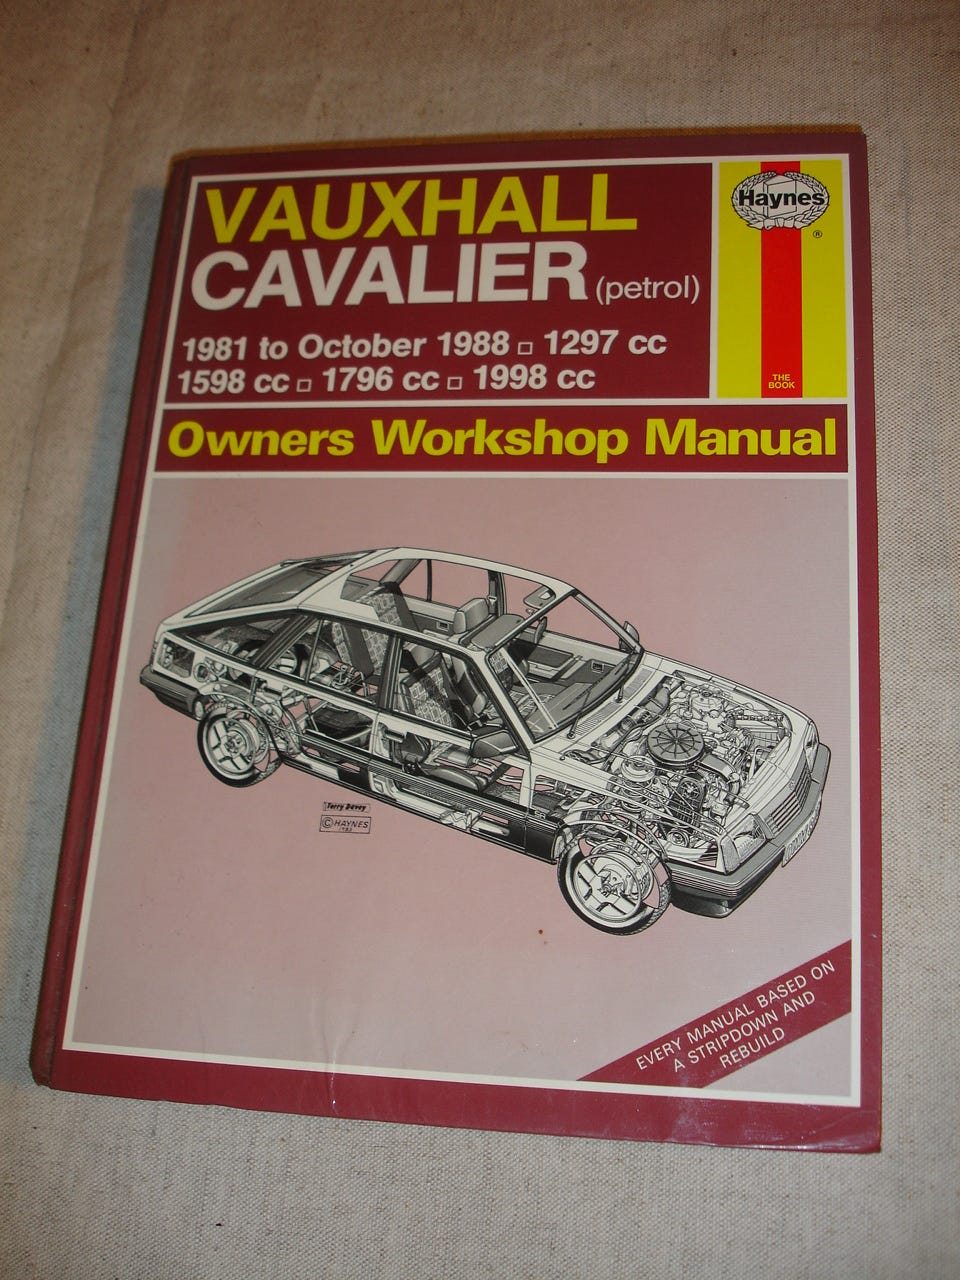 VAUXHALL
CAVALIER (petrol)
1981 to October 1988 □ 1297 cc
1598 cc □ 1796 cc □ 1998 cc
Haynes
®
THE
BOOK
Owners Workshop Manual
Terry Davey
© HAYNES
EVERY MANUAL BASED ON
A STRIPDOWN AND
REBUILD